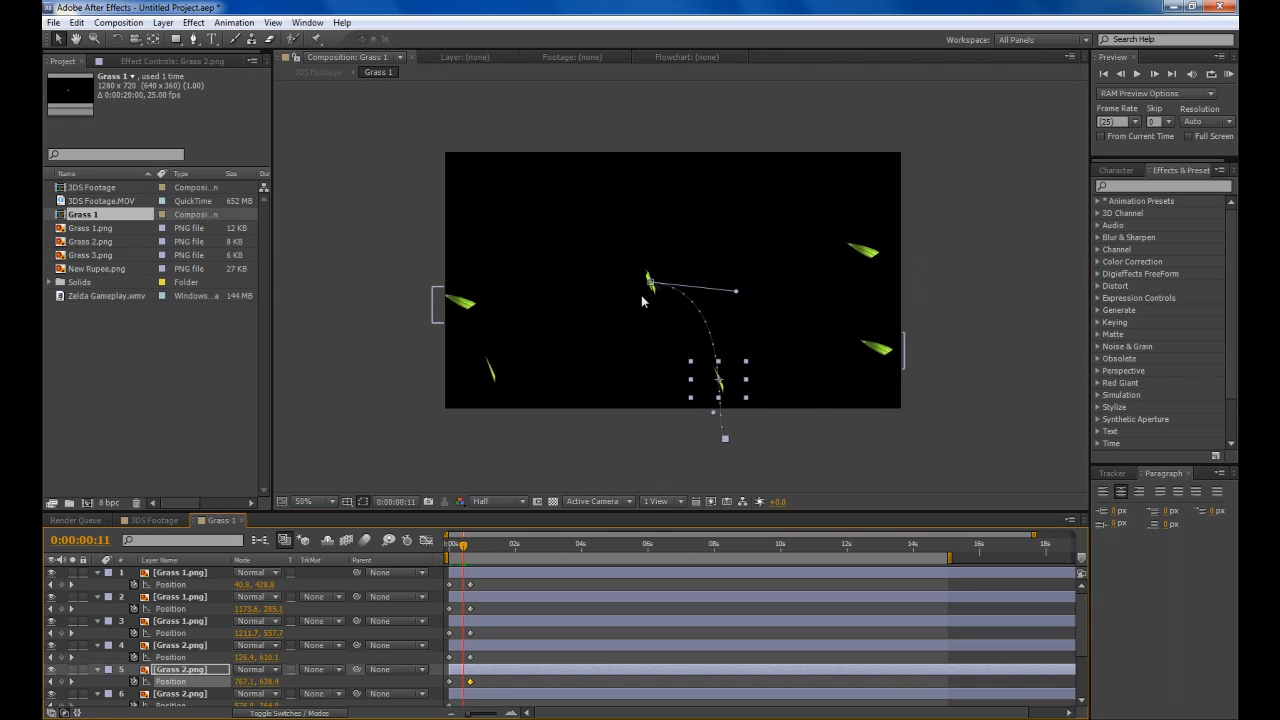 Adobe After Effects - Untitled Project.aep *
File Edit Composition Layer Effect Animation View Window Help
Workspace: All Panels Search Help
Project Effect Controls: Grass 2.png
Composition: Grass 1 Layer: (none) Footage: (none) Flowchart: (none)
3DS Footage Grass 1
Grass 1 , used 1 time
1280 x 720 (640 x 360) (1.00)
Δ 0:00:20:00, 25.00 fps
Name Type Size Du
3DS Footage Compositi...n
3DS Footage.MOV QuickTime 652 MB
Grass 1 Compositi...n
Grass 1.png PNG file 12 KB
Grass 2.png PNG file 8 KB
Grass 3.png PNG file 6 KB
New Rupee.png PNG file 27 KB
Solids Folder
Zelda Gameplay.wmv Windows...a 144 MB
8 bpc
50% 0:00:00:11 Half Active Camera 1 View +0.0
Preview
RAM Preview Options
Frame Rate Skip Resolution
(25) 0 Auto
From Current Time Full Screen
Character Effects & Preset
* Animation Presets
3D Channel
Audio
Blur & Sharpen
Channel
Color Correction
Digieffects FreeForm
Distort
Expression Controls
Generate
Keying
Matte
Noise & Grain
Obsolete
Perspective
Red Giant
Simulation
Stylize
Synthetic Aperture
Text
Time
Tracker Paragraph
0 px 0 px 0 px
0 px 0 px
Render Queue 3DS Footage Grass 1
0:00:00:11
00s 02s 04s 06s 08s 10s 12s 14s 16s 18s
# Layer Name Mode T TrkMat Parent
1 [Grass 1.png] Normal None
Position 40.8, 428.8
2 [Grass 1.png] Normal None None
Position 1173.6, 285.1
3 [Grass 1.png] Normal None None
Position 1211.7, 557.7
4 [Grass 2.png] Normal None None
Position 126.4, 610.1
5 [Grass 2.png] Normal None None
Position 767.1, 638.4
6 [Grass 2.png] Normal None None
Toggle Switches / Modes